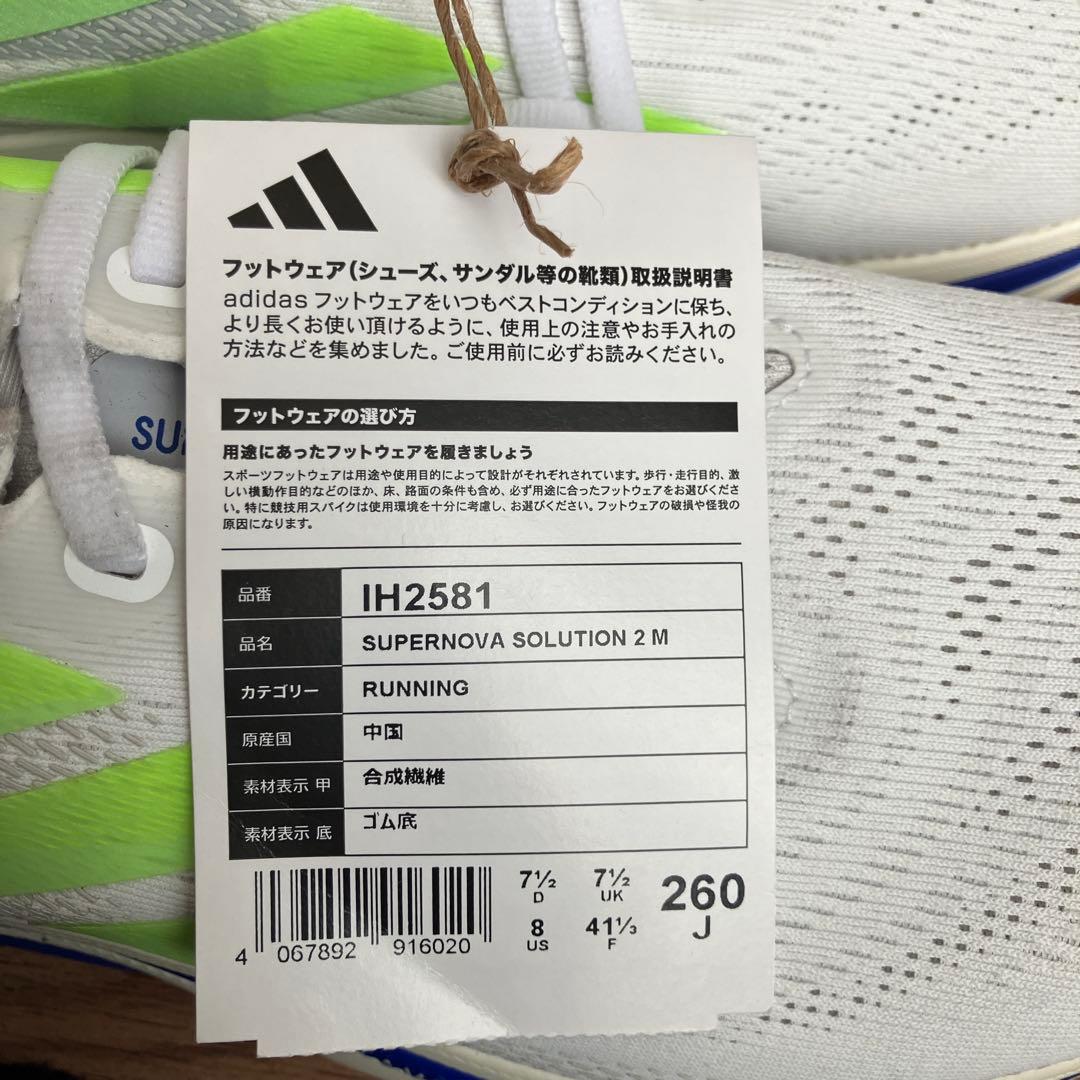 フットウェア(シューズ、サンダル等の靴類)取扱説明書
adidas フットウェアをいつもベストコンディションに保ち、
より長くお使い頂けるように、使用上の注意やお手入れの
方法などを集めました。ご使用前に必ずお読みください。
フットウェアの選び方
用途にあったフットウェアを履きましょう
スポーツフットウェアは用途や使用目的によって設計がそれぞれされています。歩行・走行目的、激
しい横動作目的などのほか、床、路面の条件も含め、必ず用途に合ったフットウェアをお選びくださ
い。特に競技用スパイクは使用環境を十分に考慮し、お選びください。フットウェアの破損や怪我の
原因になります。
品番 IH2581
品名 SUPERNOVA SOLUTION 2 M
カテゴリー RUNNING
原産国 中国
素材表示 甲 合成繊維
素材表示 底 ゴム底
7½ 7½ 260
D UK J
8 41⅓
US F
4 067892 916020
SU